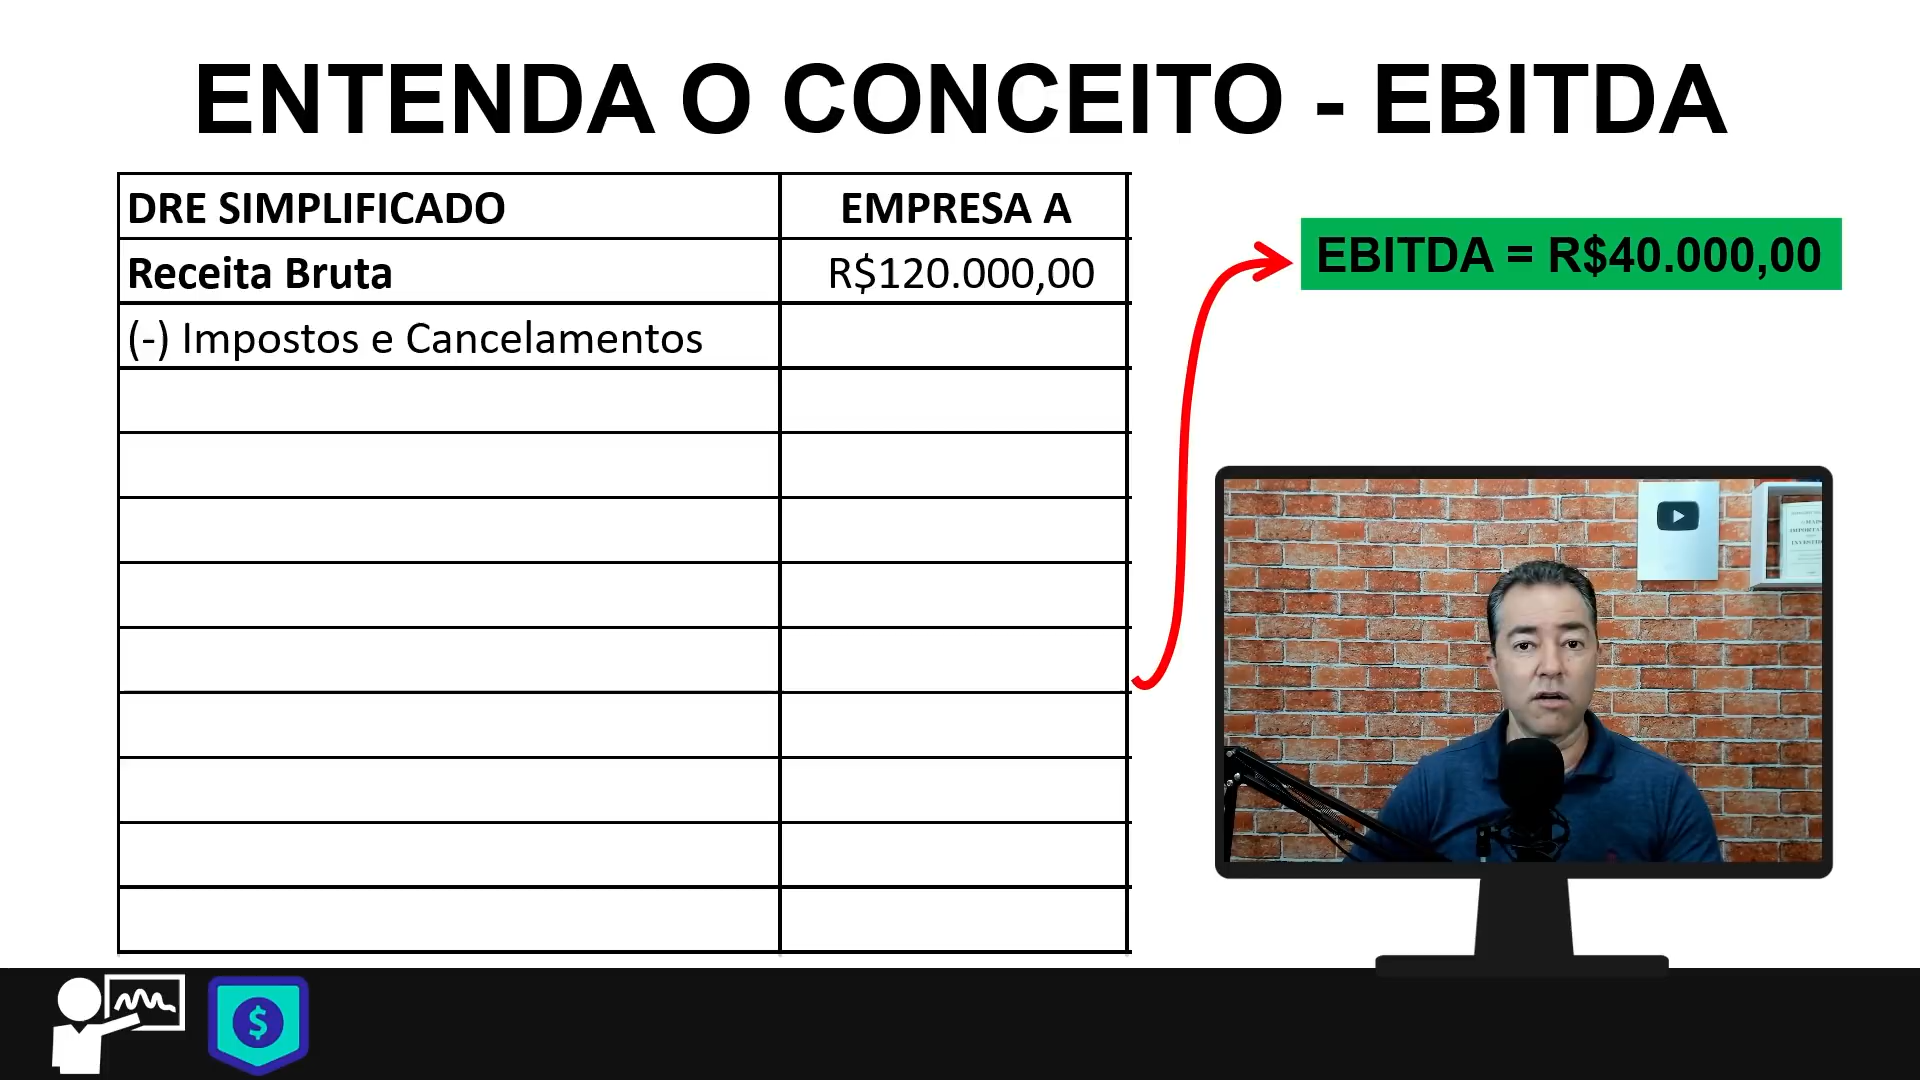 ENTENDA O CONCEITO - EBITDA
DRE SIMPLIFICADO EMPRESA A
Receita Bruta R$120.000,00
(-) Impostos e Cancelamentos
EBITDA = R$40.000,00
$